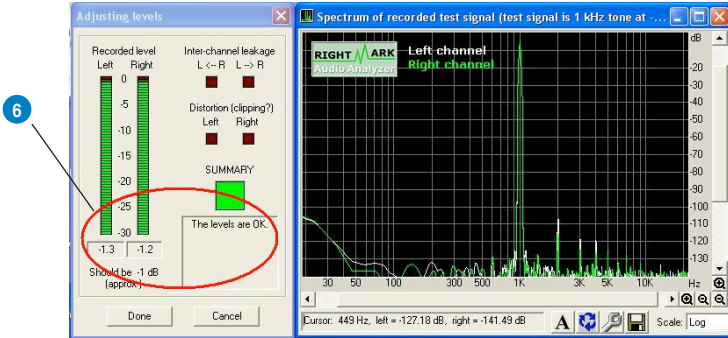 6
Adjusting levels
Recorded level
Left Right
0
-5
-10
-15
-20
-25
-30
-1.3 -1.2
Should be -1 dB
(approx.)
Inter-channel leakage
L <-- R L --> R
Distortion (clipping?)
Left Right
SUMMARY
The levels are OK.
Done Cancel
Spectrum of recorded test signal (test signal is 1 kHz tone at -...
RIGHT ARK
Audio Analyzer
Left channel
Right channel
dB
-20
-30
-40
-50
-60
-70
-80
-90
-100
-110
-120
-130
30 50 100 300 500 1K 3K 5K 10K Hz
Cursor: 449 Hz, left = -127.18 dB, right = -141.49 dB
A
Scale: Log